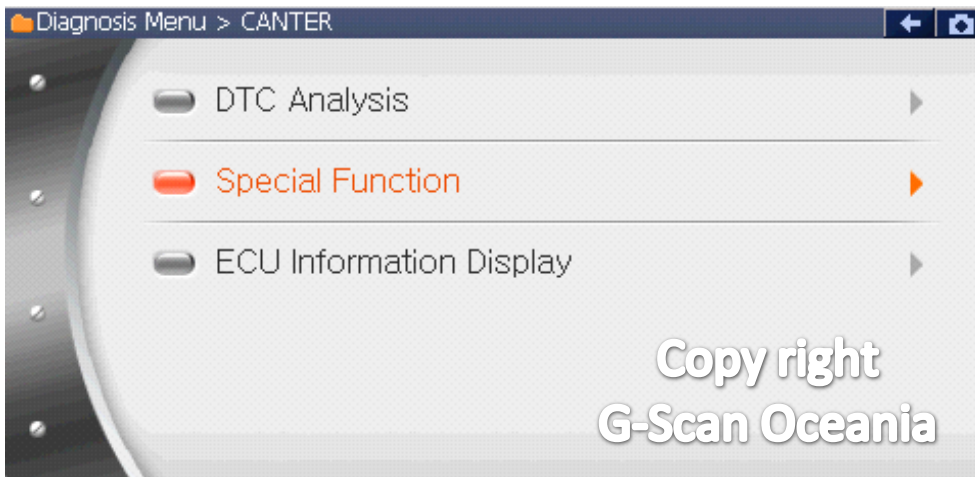 Diagnosis Menu > CANTER
DTC Analysis
Special Function
ECU Information Display
Copy right
G-Scan Oceania